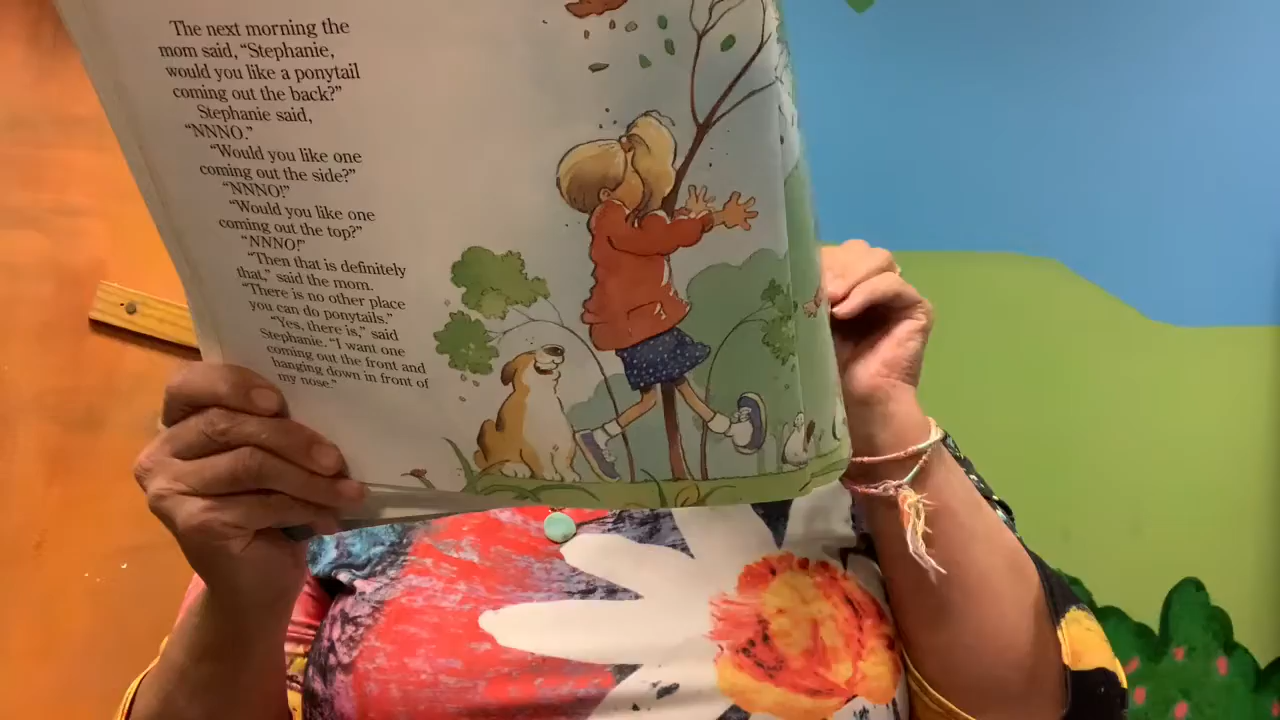 The next morning the
mom said, “Stephanie,
would you like a ponytail
coming out the back?”
Stephanie said,
“NNNO.”
“Would you like one
coming out the side?”
“NNNO!”
“Would you like one
coming out the top?”
“NNNO!”
“Then that is definitely
that,” said the mom.
“There is no other place
you can do ponytails.”
“Yes, there is,” said
Stephanie. “I want one
coming out the front and
hanging down in front of
my nose.”